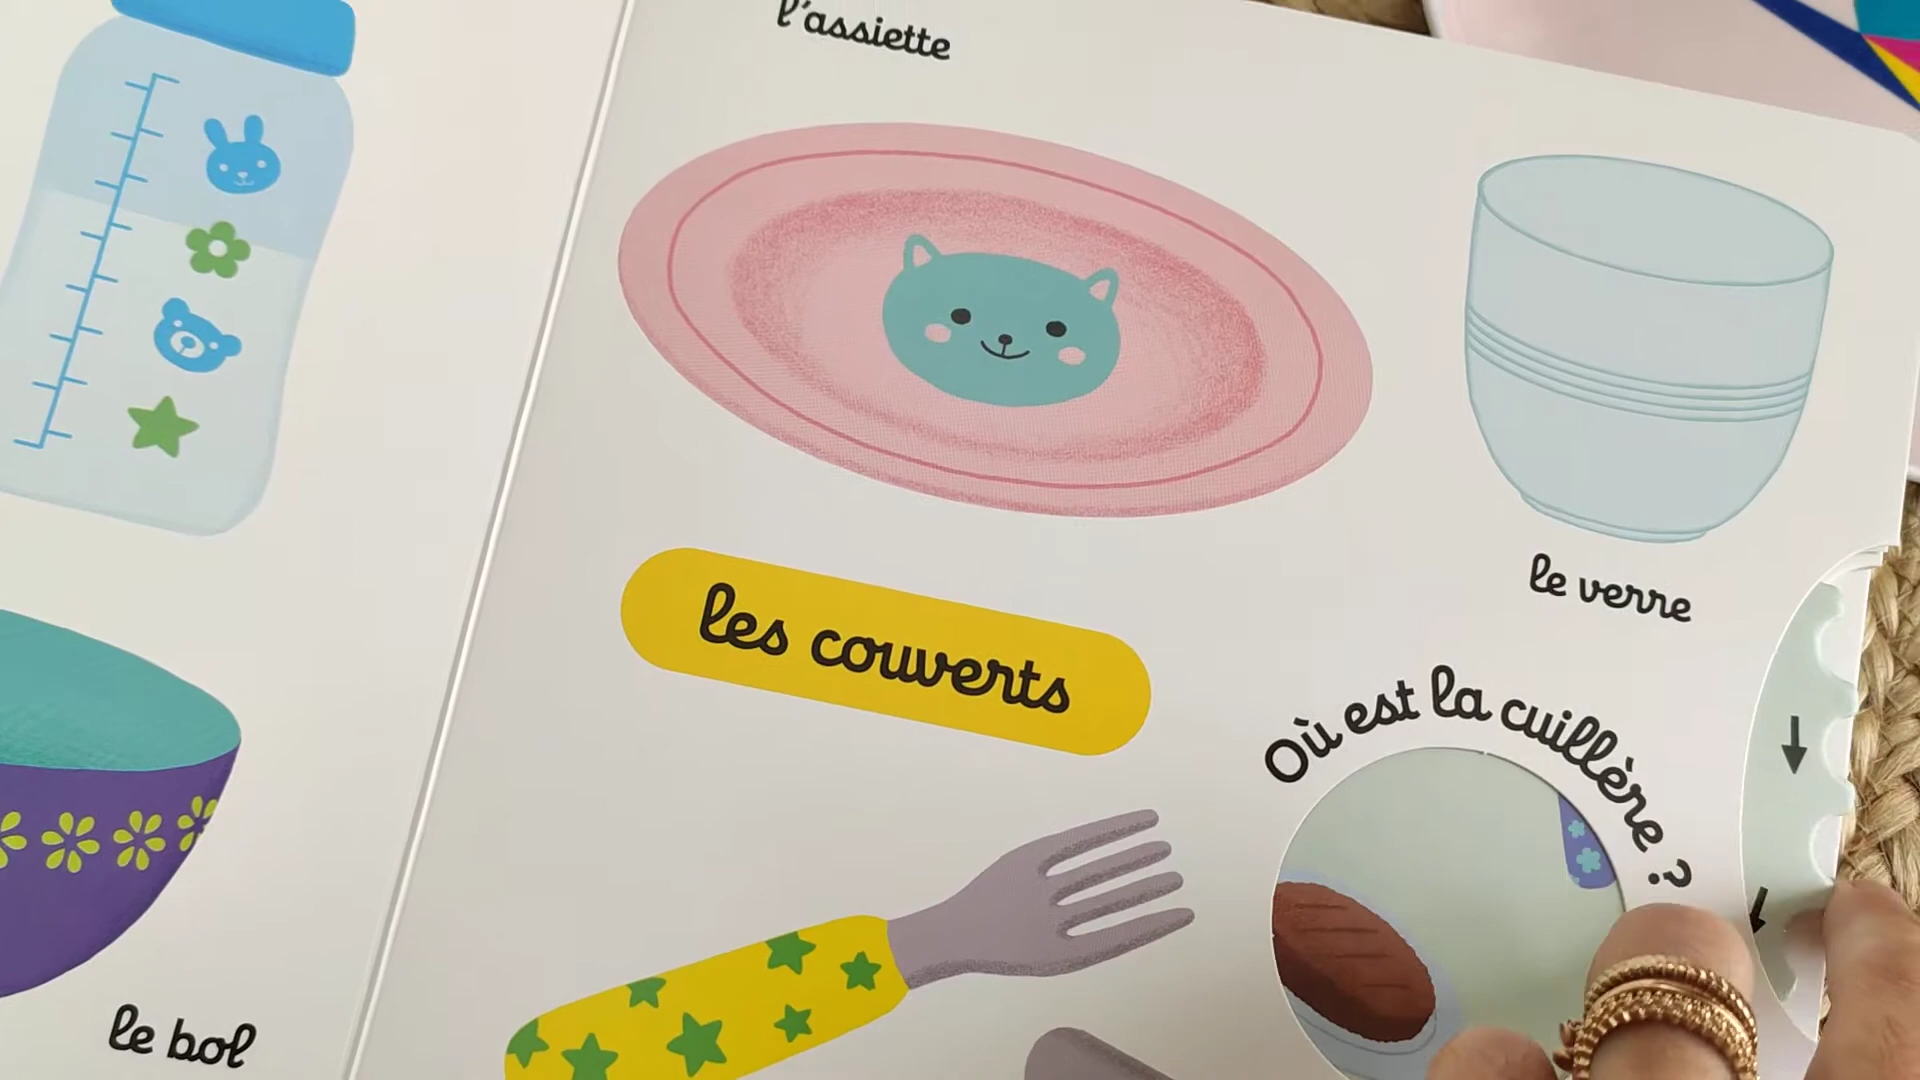 l'assiette
le verre
les couverts
Où est la cuillère ?
le bol